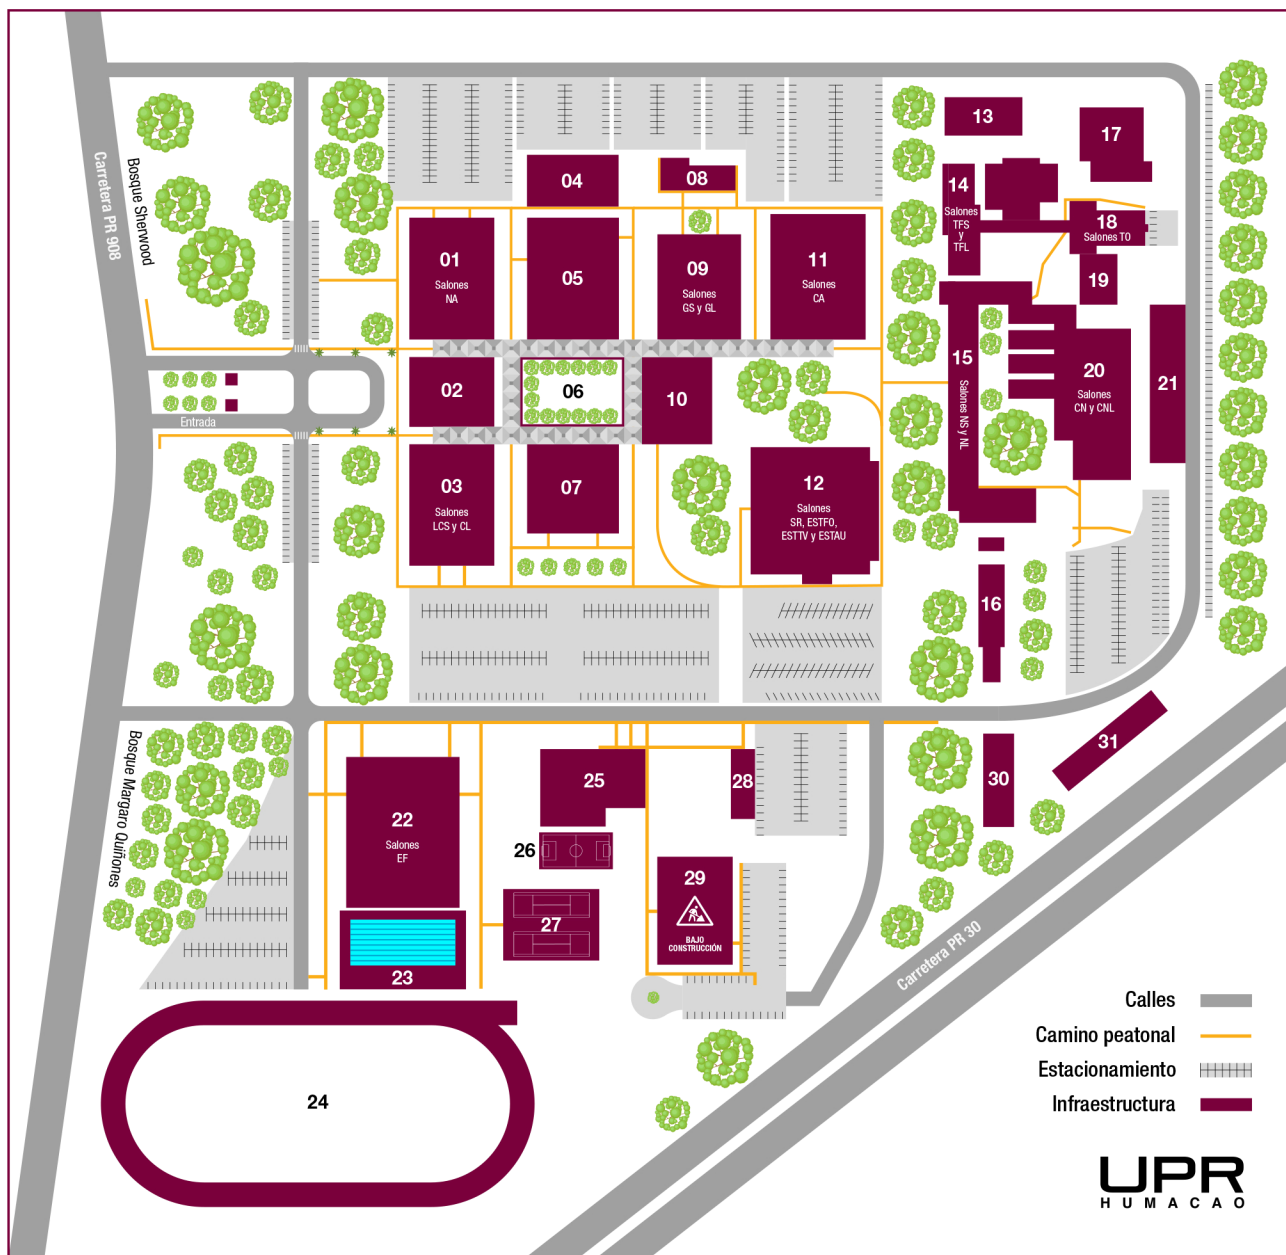 13
17
04
08
14
Salones
TFS
y
TFL
18
Salones TO
Carretera PR 908
Bosque Sherwood
01
Salones
NA
05
09
Salones
GS y GL
11
Salones
CA
19
15
Salones NS y NL
20
Salones
CN y CNL
21
02
06
10
Entrada
03
Salones
LCS y CL
07
12
Salones
SR, ESTFO,
ESTTV y ESTAU
16
Bosque Margaro Quiñones
31
25
28
30
22
Salones
EF
26
29
BAJO
CONSTRUCCIÓN
27
23
Carretera PR 30
24
Calles
Camino peatonal
Estacionamiento
Infraestructura
UPR
HUMACAO